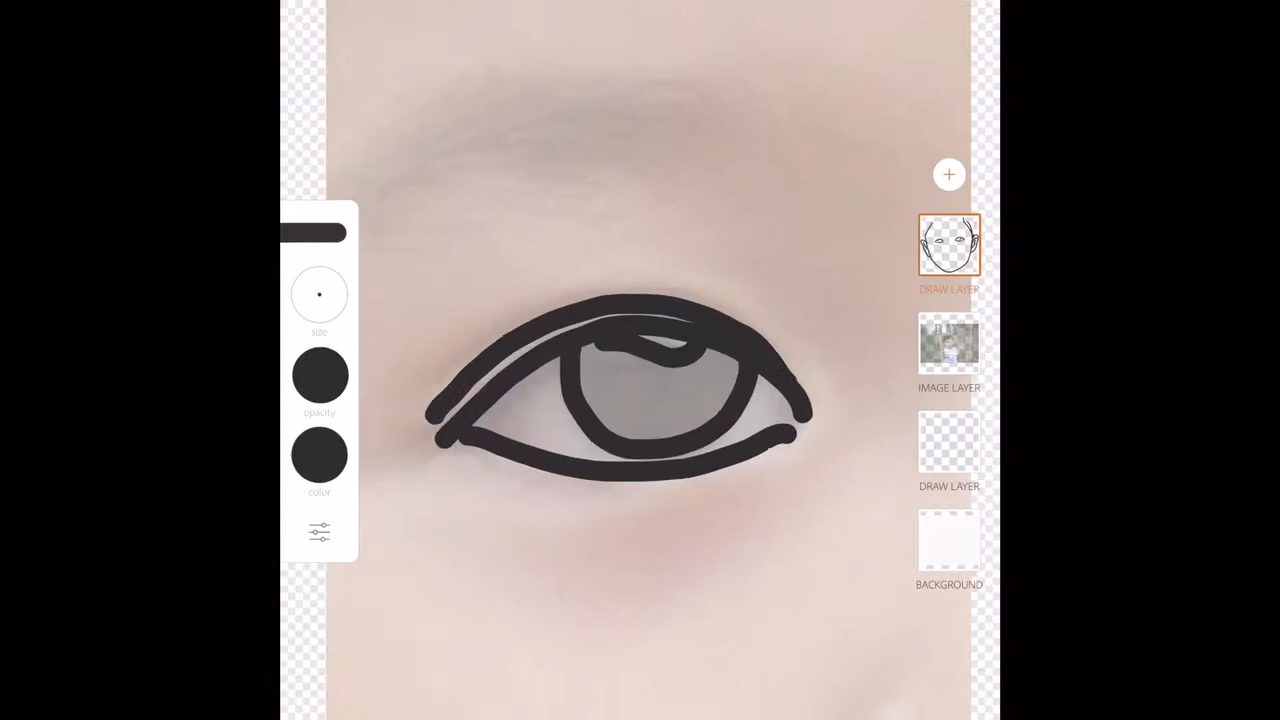 size
opacity
color
DRAW LAYER
IMAGE LAYER
DRAW LAYER
BACKGROUND